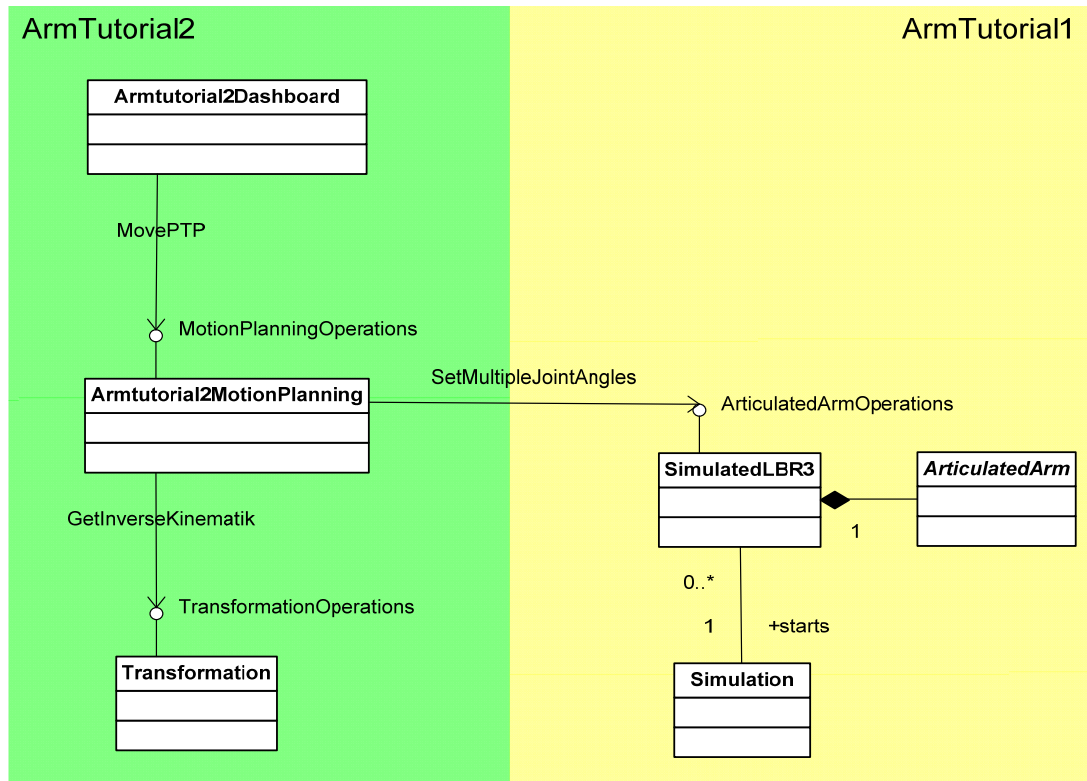 ArmTutorial2
ArmTutorial1
Armtutorial2Dashboard
MovePTP
MotionPlanningOperations
Armtutorial2MotionPlanning
SetMultipleJointAngles
ArticulatedArmOperations
SimulatedLBR3
ArticulatedArm
1
GetInverseKinematik
0..*
TransformationOperations
1
+starts
Transformation
Simulation